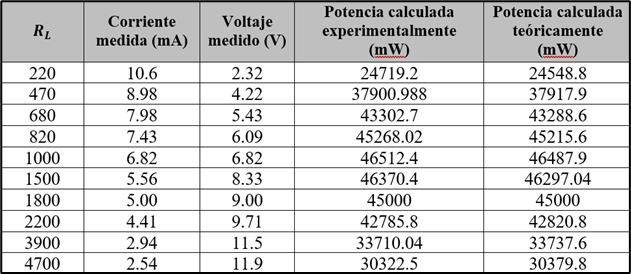 R_L | Corriente medida (mA) | Voltaje medido (V) | Potencia calculada experimentalmente (mW) | Potencia calculada teóricamente (mW)
220 | 10.6 | 2.32 | 24719.2 | 24548.8
470 | 8.98 | 4.22 | 37900.988 | 37917.9
680 | 7.98 | 5.43 | 43302.7 | 43288.6
820 | 7.43 | 6.09 | 45268.02 | 45215.6
1000 | 6.82 | 6.82 | 46512.4 | 46487.9
1500 | 5.56 | 8.33 | 46370.4 | 46297.04
1800 | 5.00 | 9.00 | 45000 | 45000
2200 | 4.41 | 9.71 | 42785.8 | 42820.8
3900 | 2.94 | 11.5 | 33710.04 | 33737.6
4700 | 2.54 | 11.9 | 30322.5 | 30379.8